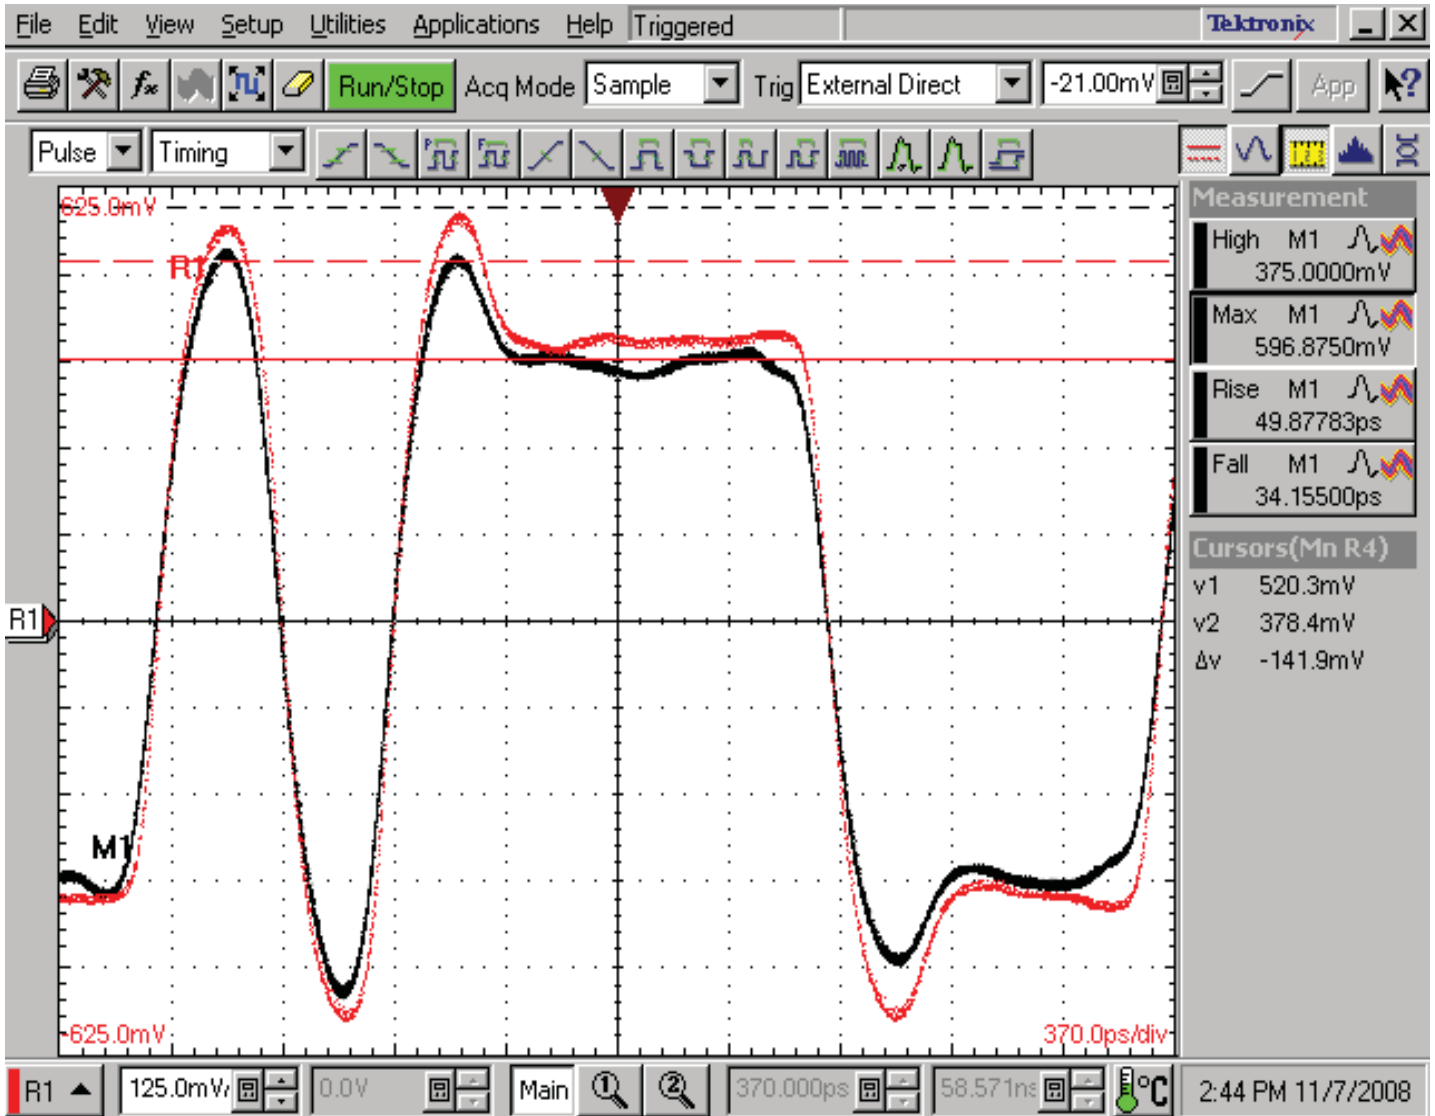 File Edit View Setup Utilities Applications Help Triggered Tektronix
Run/Stop Acq Mode Sample Trig External Direct -21.00mV App
Pulse Timing
625.0mV
Measurement
High M1
375.0000mV
R1
Max M1
596.8750mV
Rise M1
49.87783ps
Fall M1
34.15500ps
Cursors(Mn R4)
v1 520.3mV
R1
v2 378.4mV
Δv -141.9mV
M1
-625.0mV 370.0ps/div
R1 125.0mV/ 0.0V Main 1 2 370.000ps 58.571ns °C 2:44 PM 11/7/2008